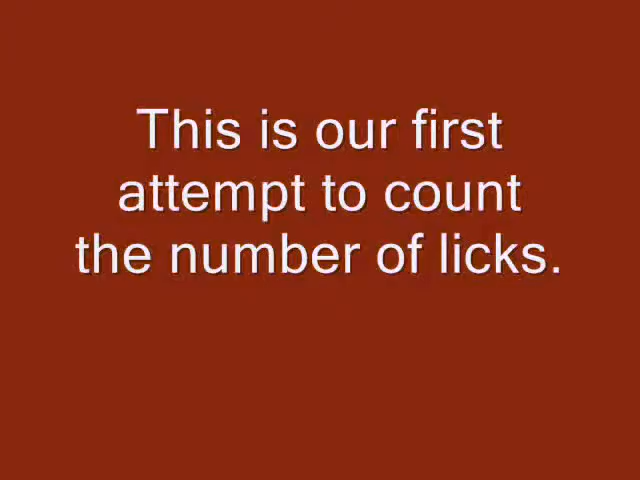 This is our first
attempt to count
the number of licks.